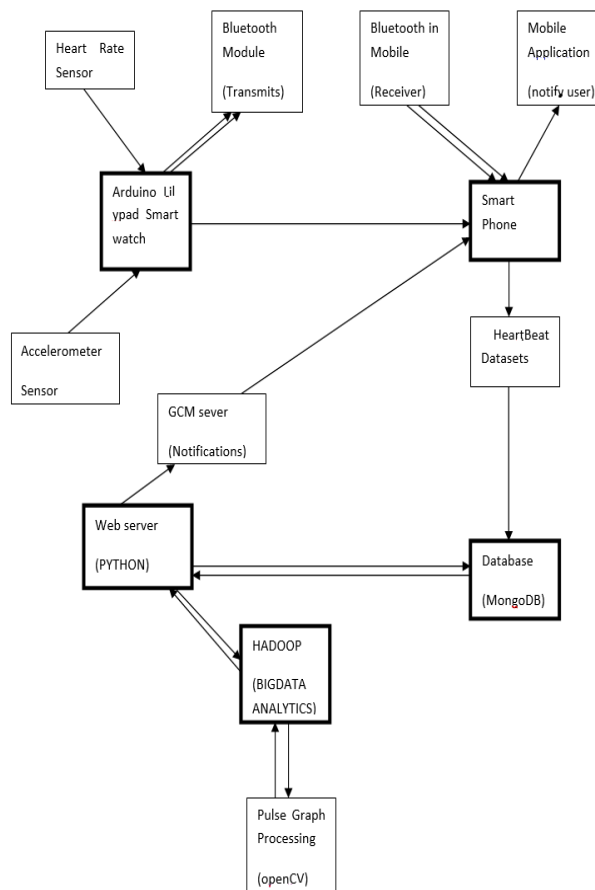 Heart Rate
Sensor
Bluetooth
Module
(Transmits)
Bluetooth in
Mobile
(Receiver)
Mobile
Application
(notify user)
Arduino Lil
ypad Smart
watch
Smart
Phone
Accelerometer
Sensor
HeartBeat
Datasets
GCM sever
(Notifications)
Web server
(PYTHON)
Database
(MongoDB)
HADOOP
(BIGDATA
ANALYTICS)
Pulse Graph
Processing
(openCV)